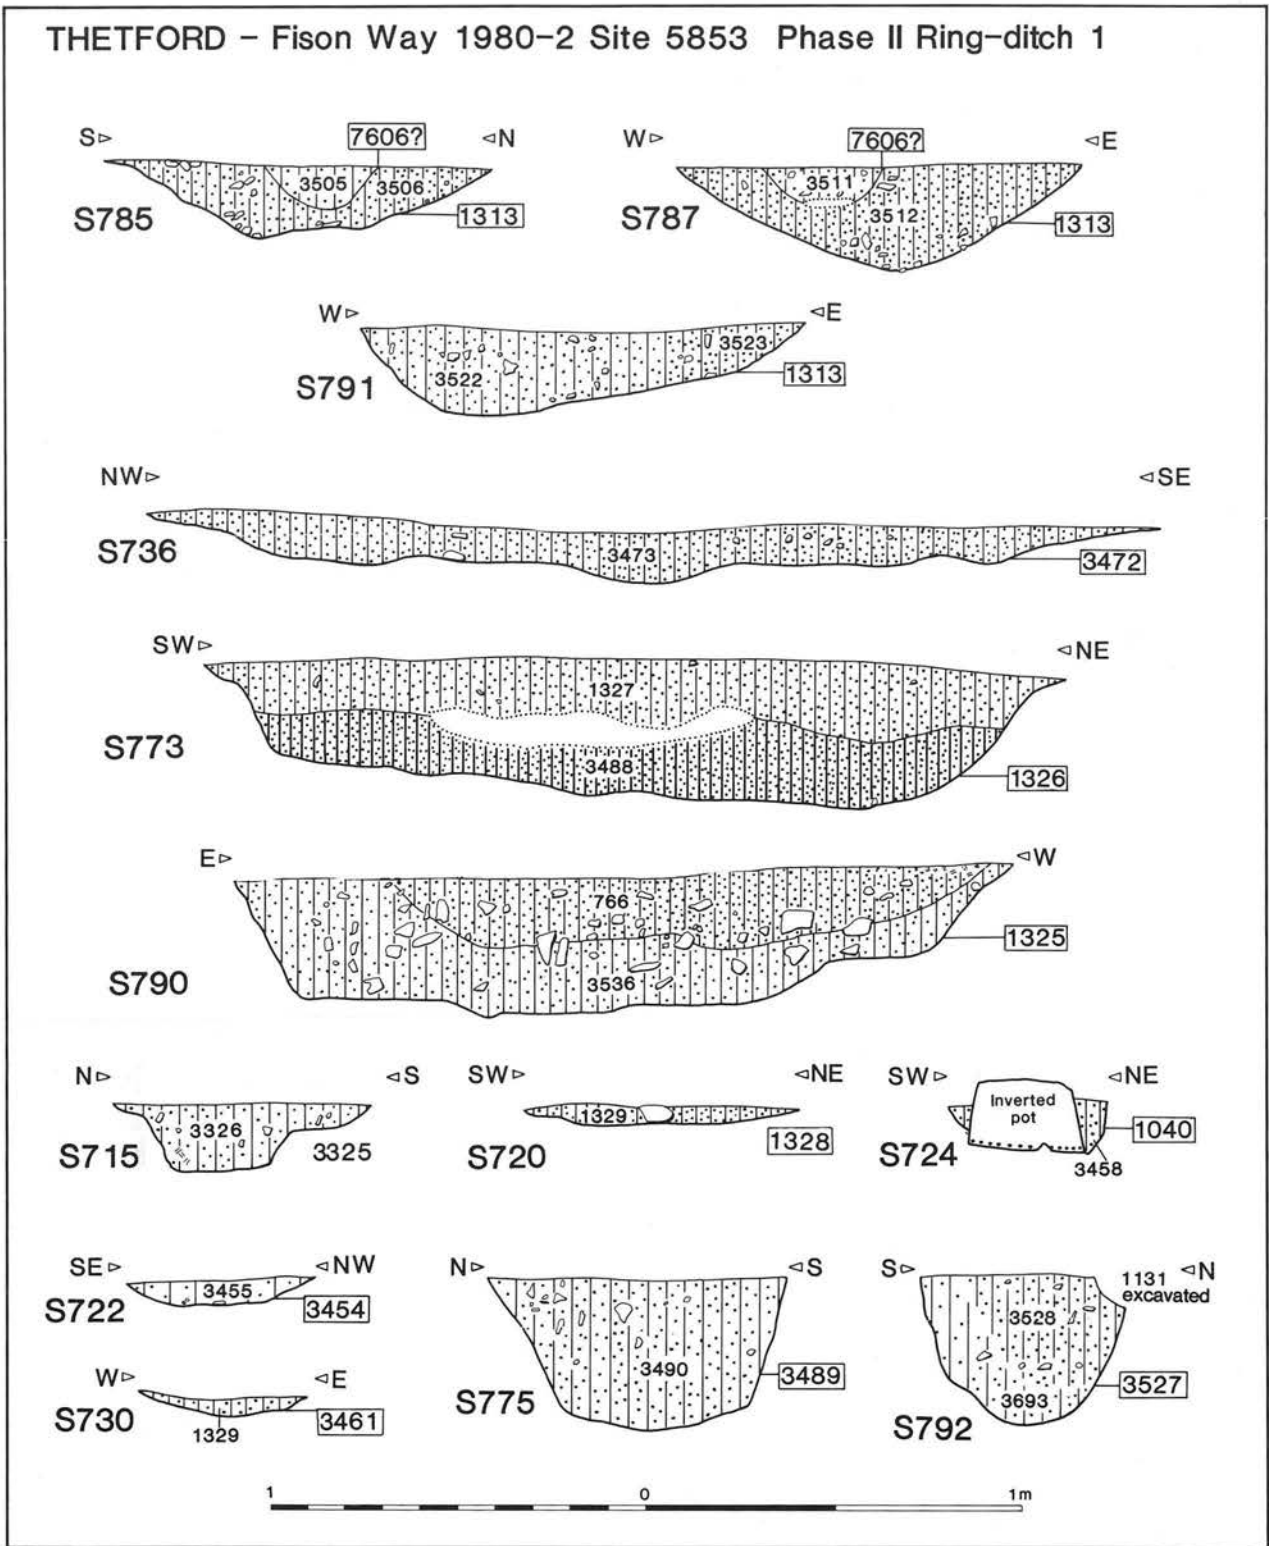 THETFORD – Fison Way 1980–2 Site 5853 Phase II Ring–ditch 1
S 7606? N
3505 3506
S785 1313
W 7606? E
3511
3512
S787 1313
W E
3523
3522
S791 1313
NW SE
3473
S736 3472
SW NE
1327
S773
3488
1326
E W
766
1325
S790 3536
N S
3326
S715 3325
SW NE
1329
S720 1328
SW NE
Inverted
pot
1040
S724 3458
SE NW
3455
S722 3454
W E
S730 3461
1329
N S
3490
S775 3489
S N
1131
excavated
3528
3693
3527
S792
1 0 1m